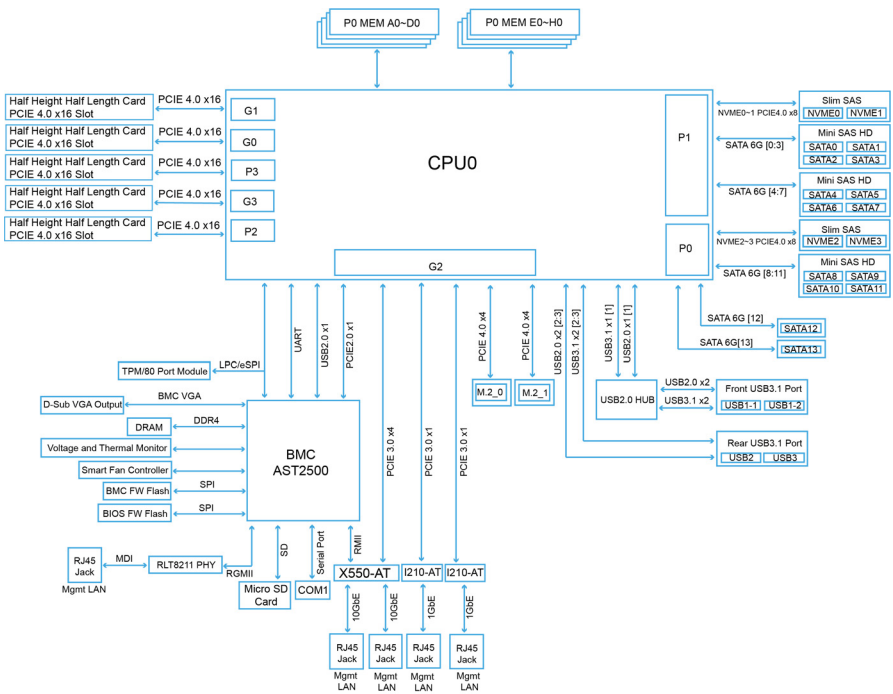 P0 MEM A0~D0
P0 MEM E0~H0
CPU0
Half Height Half Length Card
PCIE 4.0 x16 Slot
PCIE 4.0 x16
G1
Half Height Half Length Card
PCIE 4.0 x16 Slot
PCIE 4.0 x16
G0
Half Height Half Length Card
PCIE 4.0 x16 Slot
PCIE 4.0 x16
P3
Half Height Half Length Card
PCIE 4.0 x16 Slot
PCIE 4.0 x16
G3
Half Height Half Length Card
PCIE 4.0 x16 Slot
PCIE 4.0 x16
P2
G2
P1
P0
NVME0~1 PCIE4.0 x8
Slim SAS
NVME0 NVME1
SATA 6G [0:3]
Mini SAS HD
SATA0 SATA1
SATA2 SATA3
SATA 6G [4:7]
Mini SAS HD
SATA4 SATA5
SATA6 SATA7
NVME2~3 PCIE4.0 x8
Slim SAS
NVME2 NVME3
SATA 6G [8:11]
Mini SAS HD
SATA8 SATA9
SATA10 SATA11
SATA 6G [12]
SATA12
SATA 6G[13]
SATA13
LPC/eSPI
UART
USB2.0 x1
PCIE2.0 x1
PCIE 3.0 x4
PCIE 3.0 x1
PCIE 3.0 x1
PCIE 4.0 x4
PCIE 4.0 x4
USB2.0 x2 [2:3]
USB3.1 x2 [2:3]
USB3.1 x1 [1]
USB2.0 x1 [1]
M.2_0
M.2_1
USB2.0 HUB
USB2.0 x2
USB3.1 x2
Front USB3.1 Port
USB1-1 USB1-2
Rear USB3.1 Port
USB2 USB3
TPM/80 Port Module
D-Sub VGA Output
BMC VGA
DRAM
DDR4
Voltage and Thermal Monitor
Smart Fan Controller
BMC FW Flash
SPI
BIOS FW Flash
SPI
BMC
AST2500
RJ45
Jack
Mgmt LAN
MDI
RLT8211 PHY
RGMII
SD
Micro SD
Card
Serial Port
COM1
RMII
X550-AT
I210-AT
I210-AT
10GbE
10GbE
1GbE
1GbE
RJ45
Jack
Mgmt
LAN
RJ45
Jack
Mgmt
LAN
RJ45
Jack
Mgmt
LAN
RJ45
Jack
Mgmt
LAN